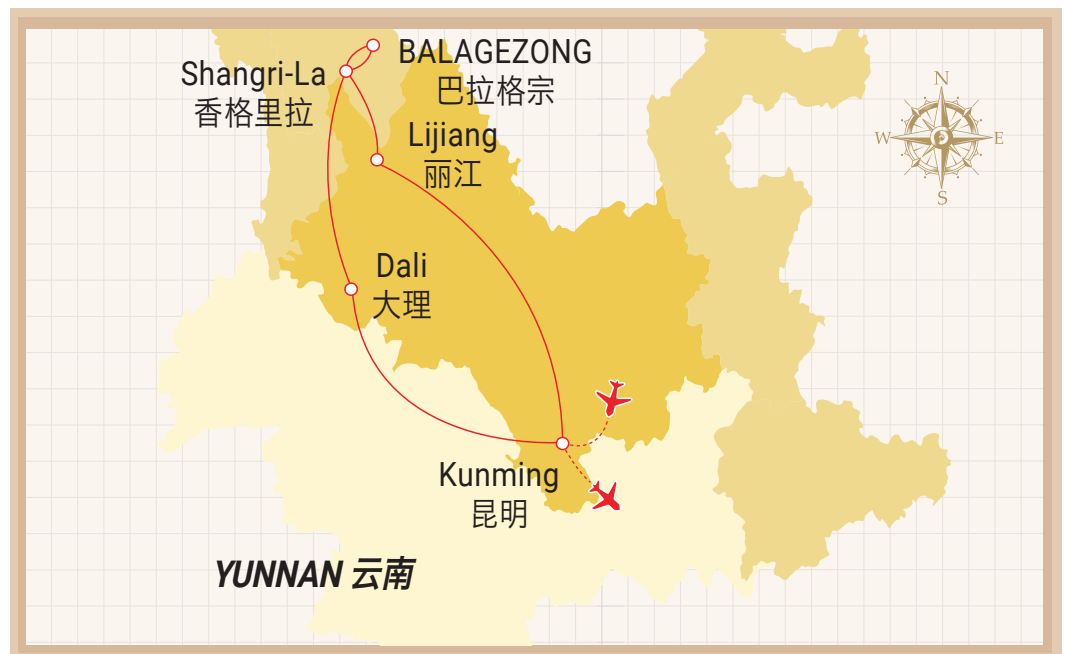 BALAGEZONG
巴拉格宗
Shangri-La
香格里拉
Lijiang
丽江
Dali
大理
Kunming
昆明
YUNNAN 云南
N
W
E
S